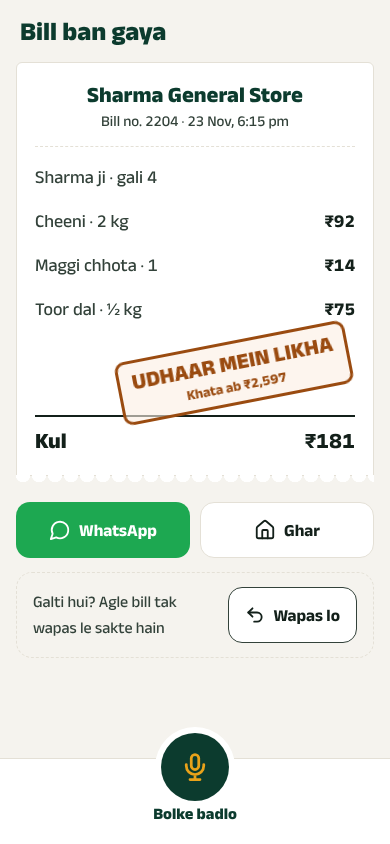 Bill ban gaya
Sharma General Store
Bill no. 2204 · 23 Nov, 6:15 pm
Sharma ji · gali 4
Cheeni · 2 kg ₹92
Maggi chhota · 1 ₹14
Toor dal · ½ kg ₹75
UDHAAR MEIN LIKHA
Khata ab ₹2,597
Kul ₹181
WhatsApp Ghar
Galti hui? Agle bill tak
wapas le sakte hain
Wapas lo
Bolke badlo